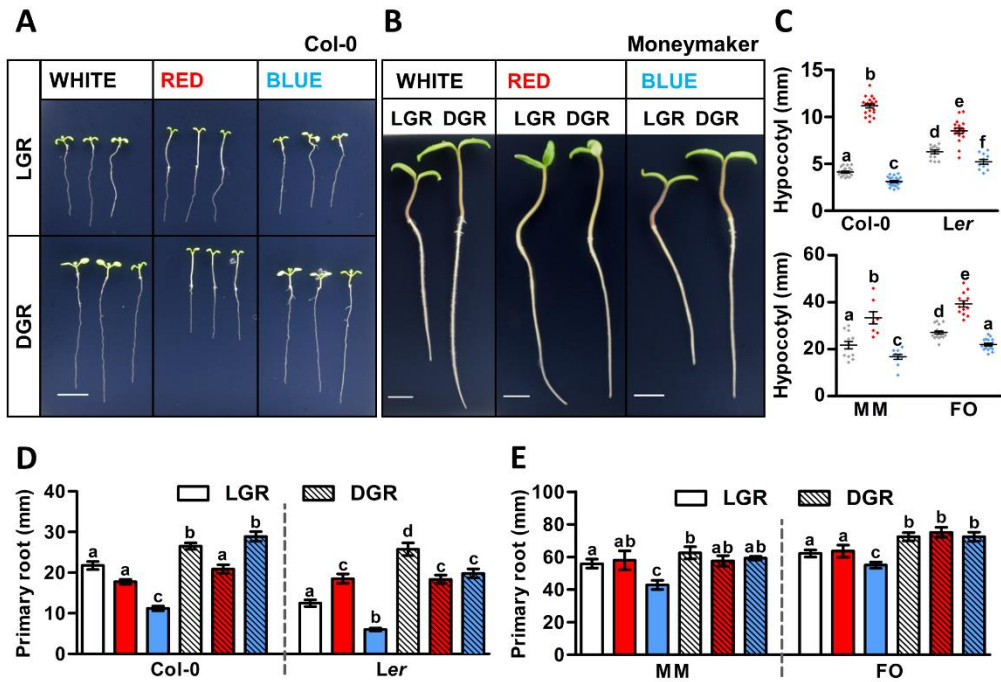 A
Col-0
WHITE RED BLUE
LGR
DGR
B
Moneymaker
WHITE RED BLUE
LGR DGR LGR DGR LGR DGR
C
Hypocotyl (mm)
15
10
5
0
a b c d e f
Col-0 Ler
Hypocotyl (mm)
60
40
20
0
a b c d e a
MM FO
D
LGR DGR
Primary root (mm)
40
30
20
10
0
a a c b a b a c b d c c
Col-0 Ler
E
LGR DGR
Primary root (mm)
100
80
60
40
20
0
a ab c b ab ab a a c b b b
MM FO